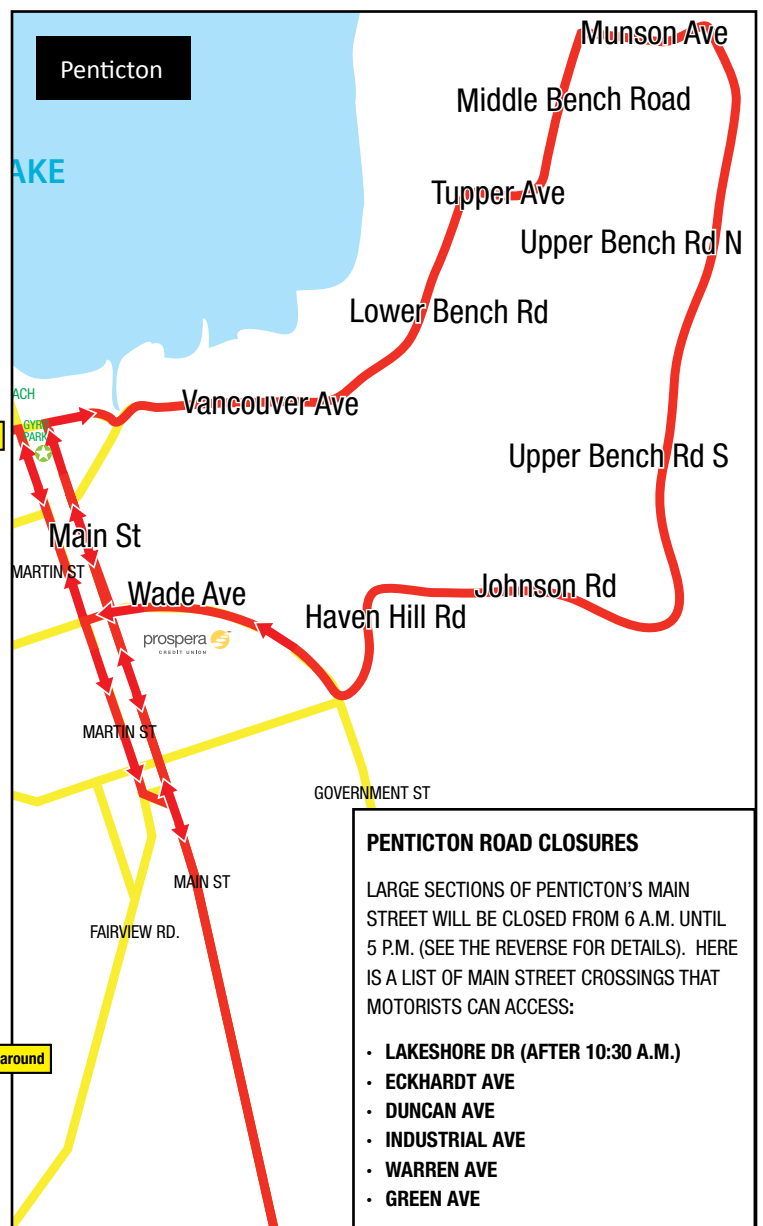 Penticton
Munson Ave
Middle Bench Road
AKE
Tupper Ave
Upper Bench Rd N
Lower Bench Rd
ACH
Vancouver Ave
GYRO
PARK
Upper Bench Rd S
Main St
MARTIN ST
Wade Ave
Johnson Rd
Haven Hill Rd
prospera
CREDIT UNION
MARTIN ST
GOVERNMENT ST
MAIN ST
FAIRVIEW RD.
around
PENTICTON ROAD CLOSURES
LARGE SECTIONS OF PENTICTON'S MAIN
STREET WILL BE CLOSED FROM 6 A.M. UNTIL
5 P.M. (SEE THE REVERSE FOR DETAILS). HERE
IS A LIST OF MAIN STREET CROSSINGS THAT
MOTORISTS CAN ACCESS:
• LAKESHORE DR (AFTER 10:30 A.M.)
• ECKHARDT AVE
• DUNCAN AVE
• INDUSTRIAL AVE
• WARREN AVE
• GREEN AVE